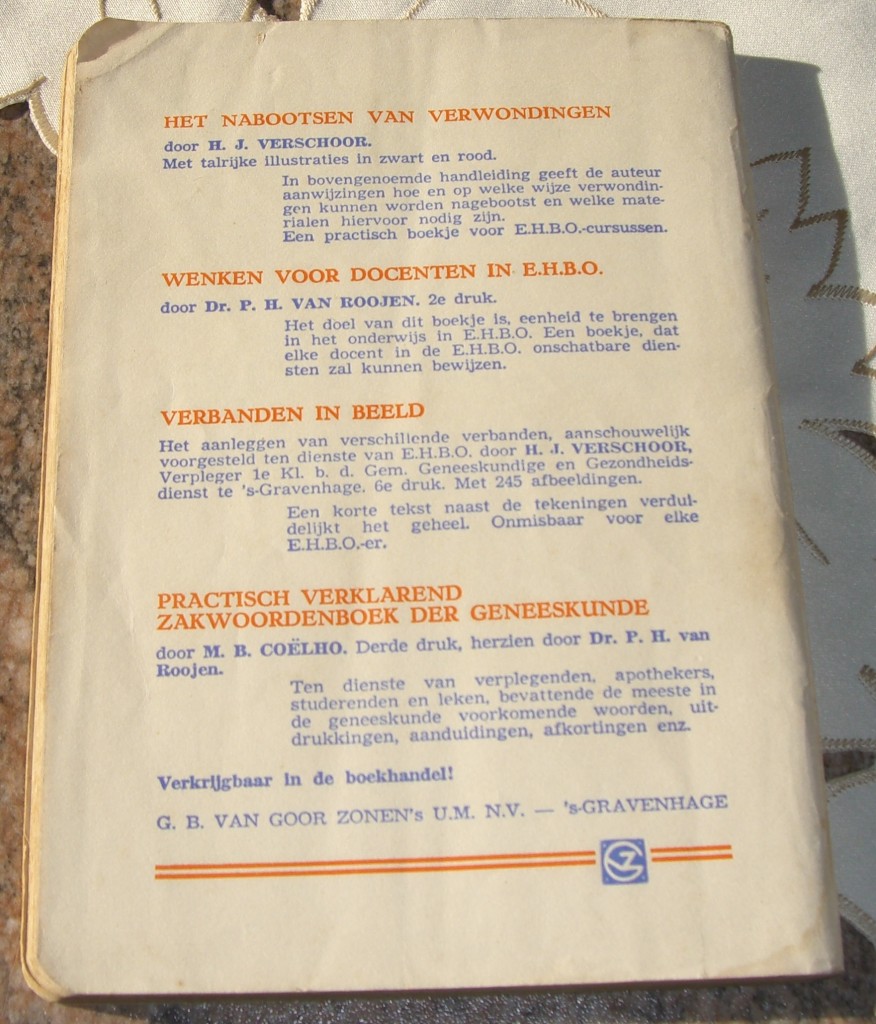 HET NABOOTSEN VAN VERWONDINGEN
door H. J. VERSCHOOR.
Met talrijke illustraties in zwart en rood.
In bovengenoemde handleiding geeft de auteur
aanwijzingen hoe en op welke wijze verwondin-
gen kunnen worden nagebootst en welke mate-
rialen hiervoor nodig zijn.
Een practisch boekje voor E.H.B.O.-cursussen.
WENKEN VOOR DOCENTEN IN E.H.B.O.
door Dr. P. H. VAN ROOJEN. 2e druk.
Het doel van dit boekje is, eenheid te brengen
in het onderwijs in E.H.B.O. Een boekje, dat
elke docent in de E.H.B.O. onschatbare dien-
sten zal kunnen bewijzen.
VERBANDEN IN BEELD
Het aanleggen van verschillende verbanden, aanschouwelijk
voorgesteld ten dienste van E.H.B.O. door H. J. VERSCHOOR,
Verpleger 1e Kl. b. d. Gem. Geneeskundige en Gezondheids-
dienst te 's-Gravenhage. 6e druk. Met 245 afbeeldingen.
Een korte tekst naast de tekeningen verdui-
delijkt het geheel. Onmisbaar voor elke
E.H.B.O.-er.
PRACTISCH VERKLAREND
ZAKWOORDENBOEK DER GENEESKUNDE
door M. B. COËLHO. Derde druk, herzien door Dr. P. H. van
Roojen.
Ten dienste van verplegenden, apothekers,
studerenden en leken, bevattende de meeste in
de geneeskunde voorkomende woorden, uit-
drukkingen, aanduidingen, afkortingen enz.
Verkrijgbaar in de boekhandel!
G. B. VAN GOOR ZONEN's U.M. N.V. — 's-GRAVENHAGE